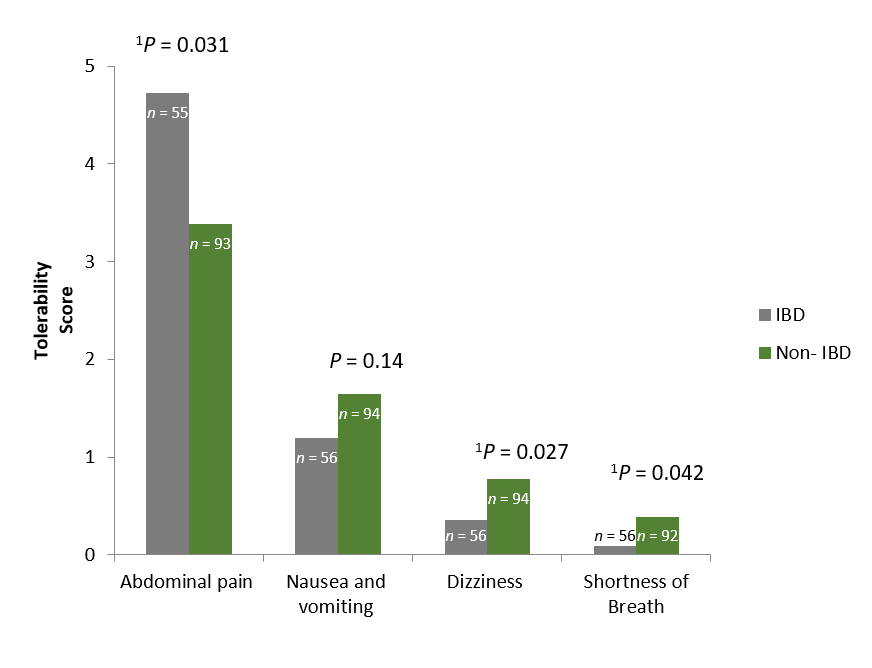 ¹P = 0.031
5
4
3
2
1
0
Tolerability
Score
n = 55
n = 93
P = 0.14
n = 56
n = 94
¹P = 0.027
n = 56
n = 94
¹P = 0.042
n = 56
n = 92
Abdominal pain
Nausea and
vomiting
Dizziness
Shortness of
Breath
IBD
Non- IBD